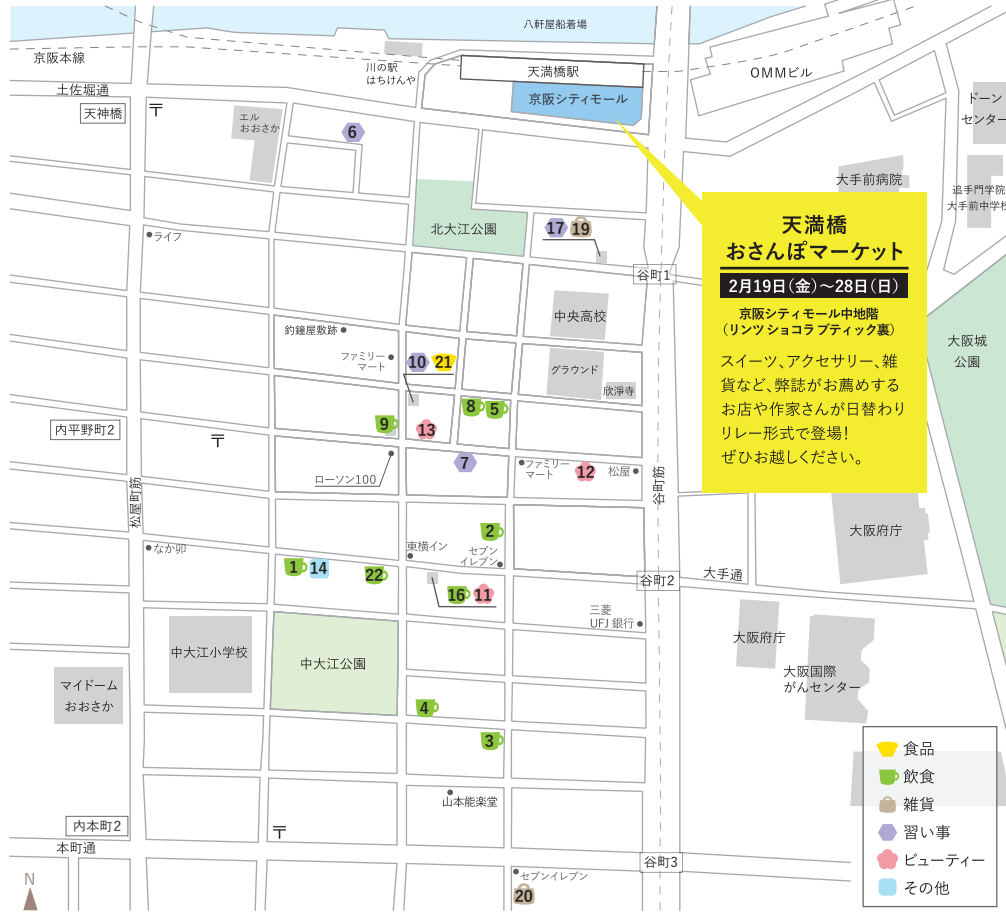 八軒屋船着場
京阪本線
川の駅
はちけんや
天満橋駅
OMMビル
土佐堀通
天神橋
〒
エル
おおさか
京阪シティモール
ドーン
センター
6
大手前病院
追手門学院
大手前中学校
北大江公園
17
19
ライフ
谷町1
天満橋
おさんぽマーケット
2月19日(金)〜28日(日)
京阪シティモール中地階
(リンツ ショコラ ブティック裏)
スイーツ、アクセサリー、雑
貨など、弊誌がお薦めする
お店や作家さんが日替わり
リレー形式で登場!
ぜひお越しください。
中央高校
釣鐘屋敷跡
ファミリー
マート
10
21
グラウンド
欣浄寺
大阪城
公園
8
5
9
13
内平野町2
〒
7
ファミリー
マート
12
松屋
ローソン100
松屋町筋
谷町筋
2
大阪府庁
なか卯
東横イン
セブン
イレブン
1
14
22
谷町2
大手通
16
11
三菱
UFJ 銀行
大阪府庁
中大江小学校
中大江公園
大阪国際
がんセンター
マイドーム
おおさか
4
3
山本能楽堂
内本町2
〒
本町通
谷町3
セブンイレブン
20
N
食品
飲食
雑貨
習い事
ビューティー
その他